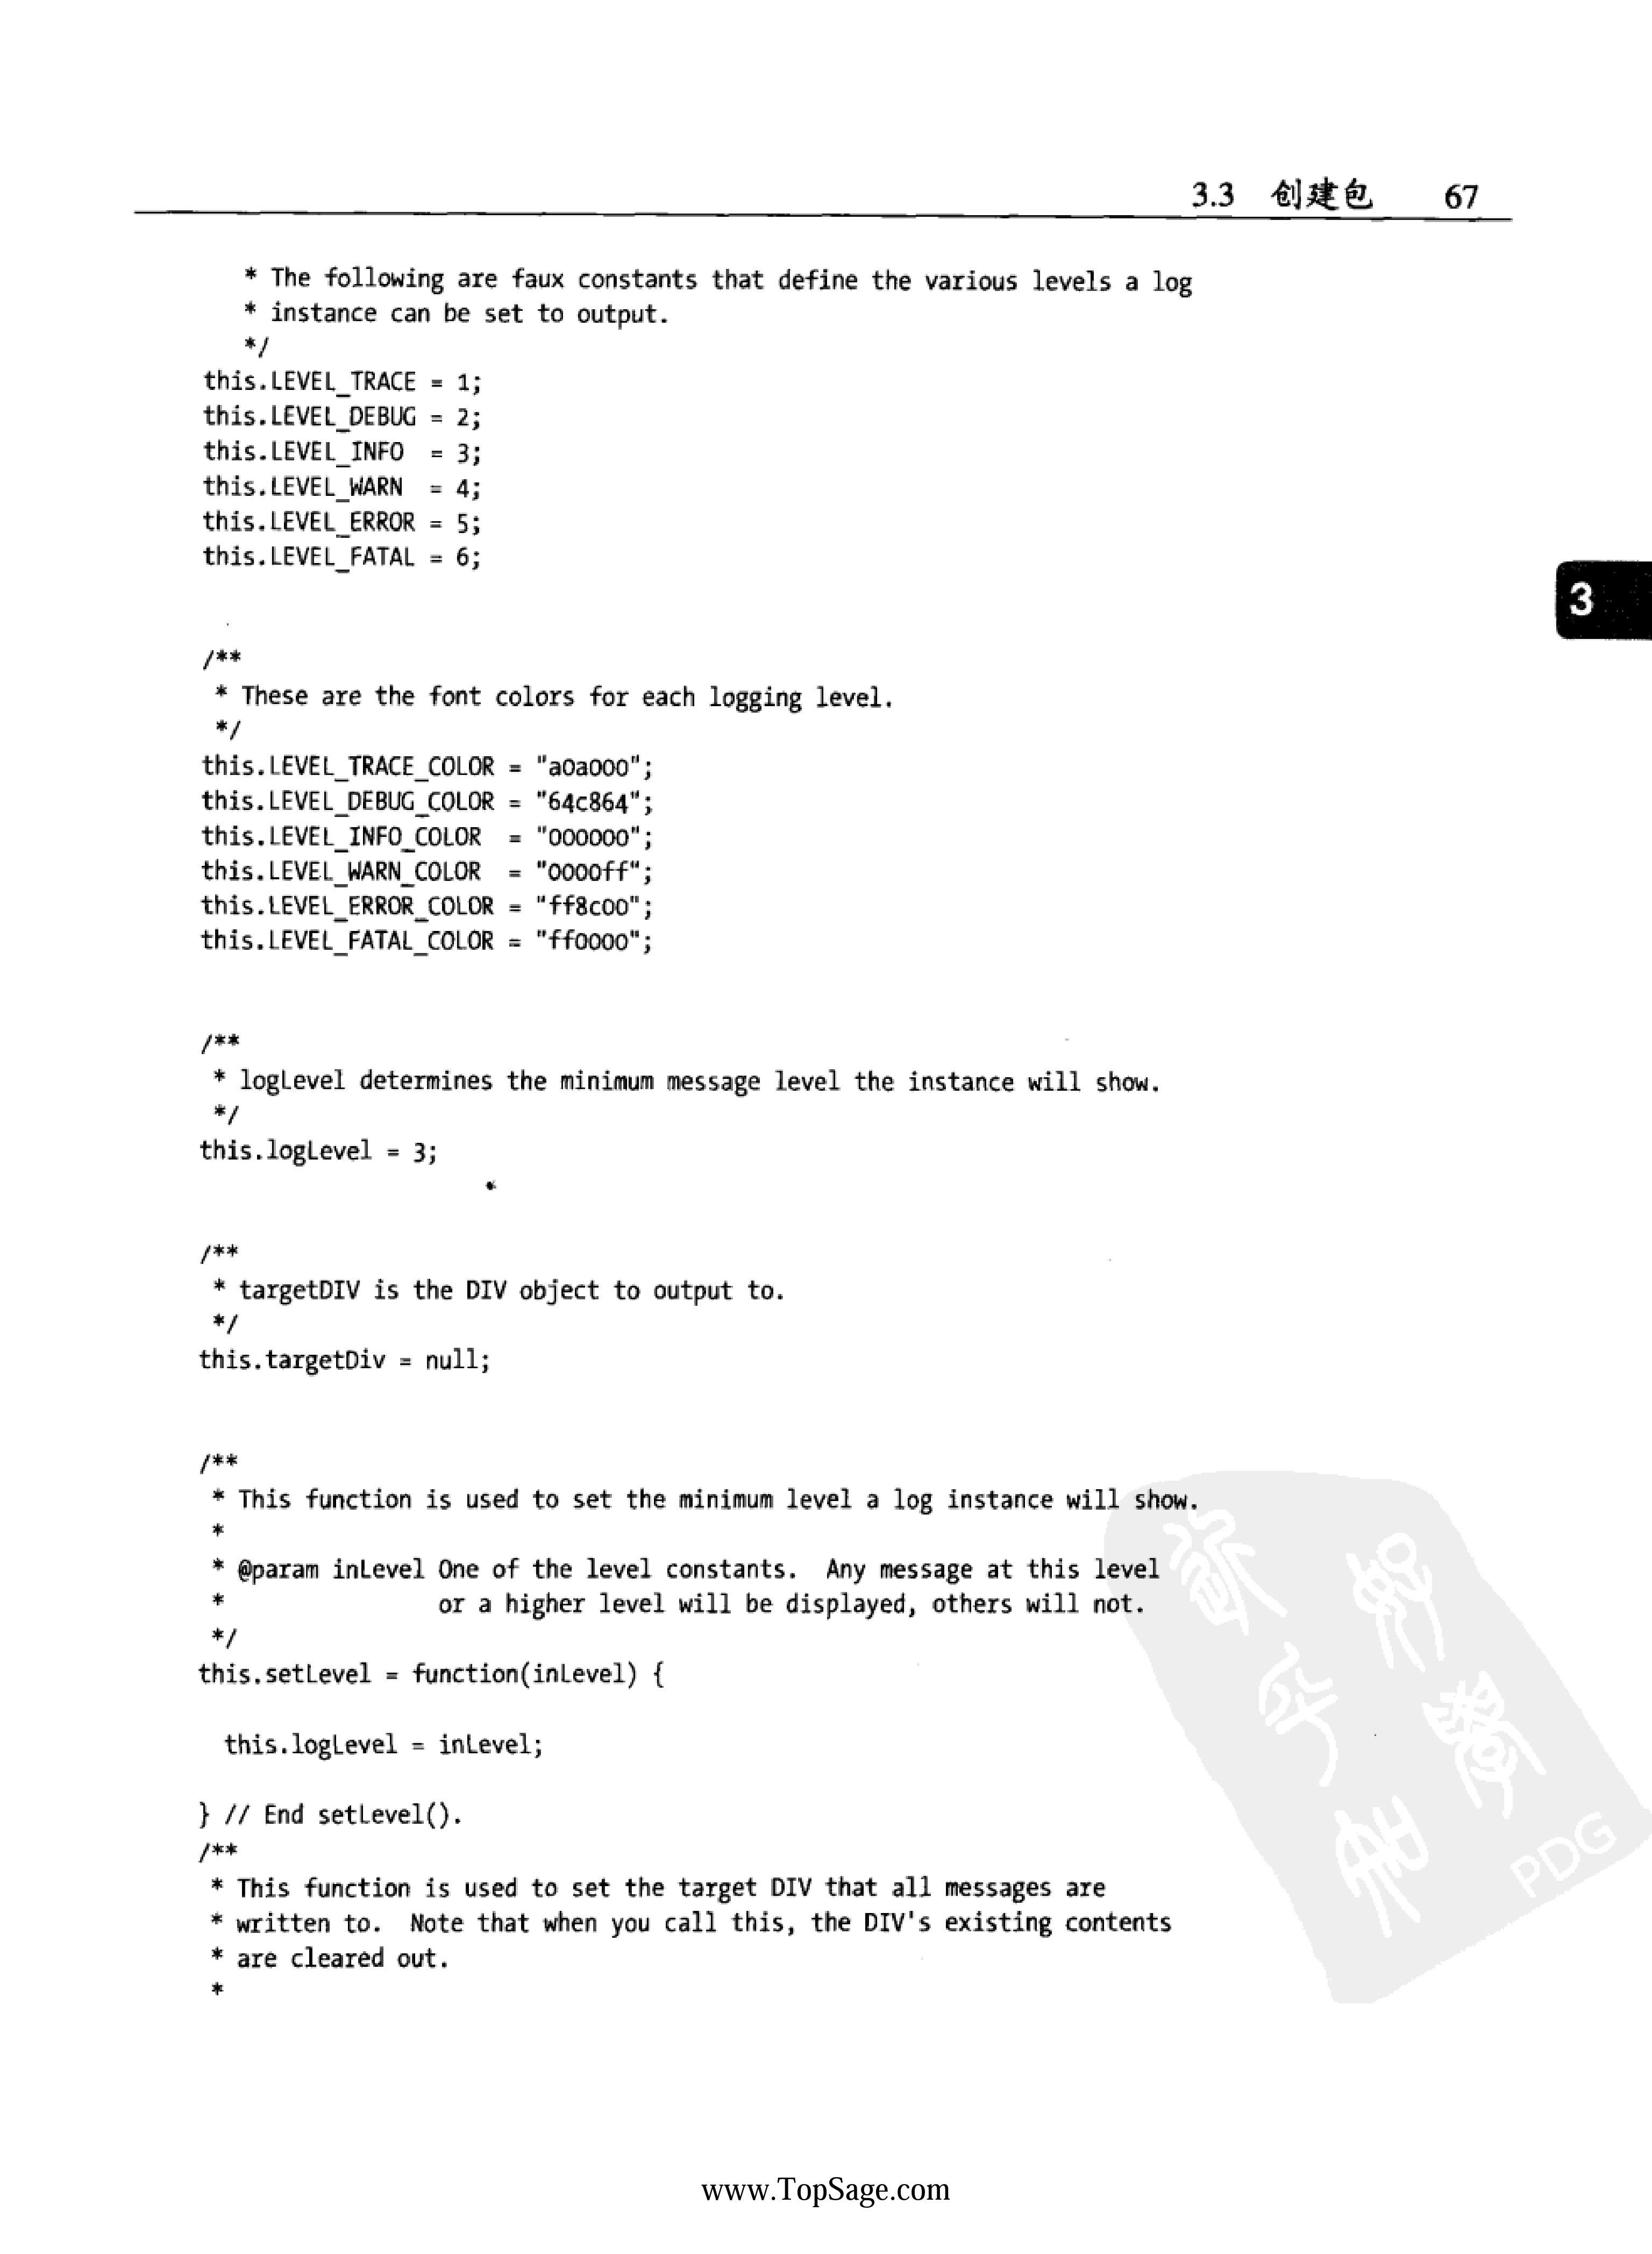 3.3 创建包 67
* The following are faux constants that define the various levels a log
* instance can be set to output.
*/
this.LEVEL_TRACE = 1;
this.LEVEL_DEBUG = 2;
this.LEVEL_INFO  = 3;
this.LEVEL_WARN  = 4;
this.LEVEL_ERROR = 5;
this.LEVEL_FATAL = 6;
3
/**
* These are the font colors for each logging level.
*/
this.LEVEL_TRACE_COLOR = "a0a000";
this.LEVEL_DEBUG_COLOR = "64c864";
this.LEVEL_INFO_COLOR  = "000000";
this.LEVEL_WARN_COLOR  = "0000ff";
this.LEVEL_ERROR_COLOR = "ff8c00";
this.LEVEL_FATAL_COLOR = "ff0000";
/**
* logLevel determines the minimum message level the instance will show.
*/
this.logLevel = 3;
/**
* targetDIV is the DIV object to output to.
*/
this.targetDiv = null;
/**
* This function is used to set the minimum level a log instance will show.
*
* @param inLevel One of the level constants.  Any message at this level
*                or a higher level will be displayed, others will not.
*/
this.setLevel = function(inLevel) {
this.logLevel = inLevel;
} // End setLevel().
/**
* This function is used to set the target DIV that all messages are
* written to.  Note that when you call this, the DIV's existing contents
* are cleared out.
*
PDG
www.TopSage.com